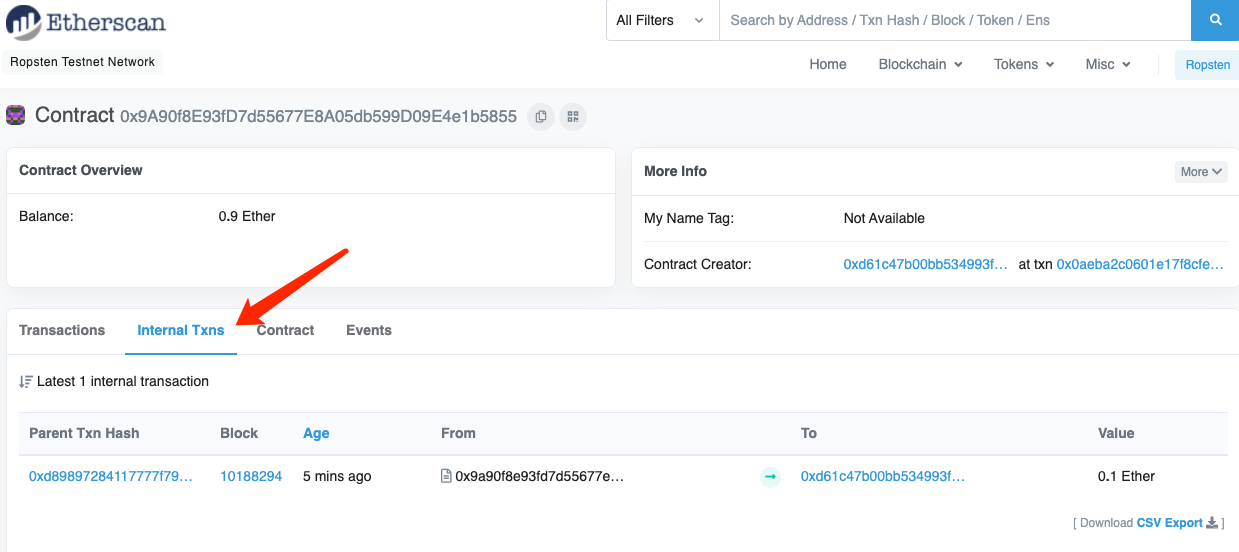 Etherscan
All Filters
Search by Address / Txn Hash / Block / Token / Ens
Ropsten Testnet Network
Home Blockchain Tokens Misc Ropsten
Contract 0x9A90f8E93fD7d55677E8A05db599D09E4e1b5855
Contract Overview
Balance: 0.9 Ether
More Info
More
My Name Tag: Not Available
Contract Creator: 0xd61c47b00bb534993f... at txn 0x0aeba2c0601e17f8cfe...
Transactions Internal Txns Contract Events
Latest 1 internal transaction
Parent Txn Hash Block Age From To Value
0xd89897284117777f79... 10188294 5 mins ago 0x9a90f8e93fd7d55677e... 0xd61c47b00bb534993f... 0.1 Ether
[ Download CSV Export ]